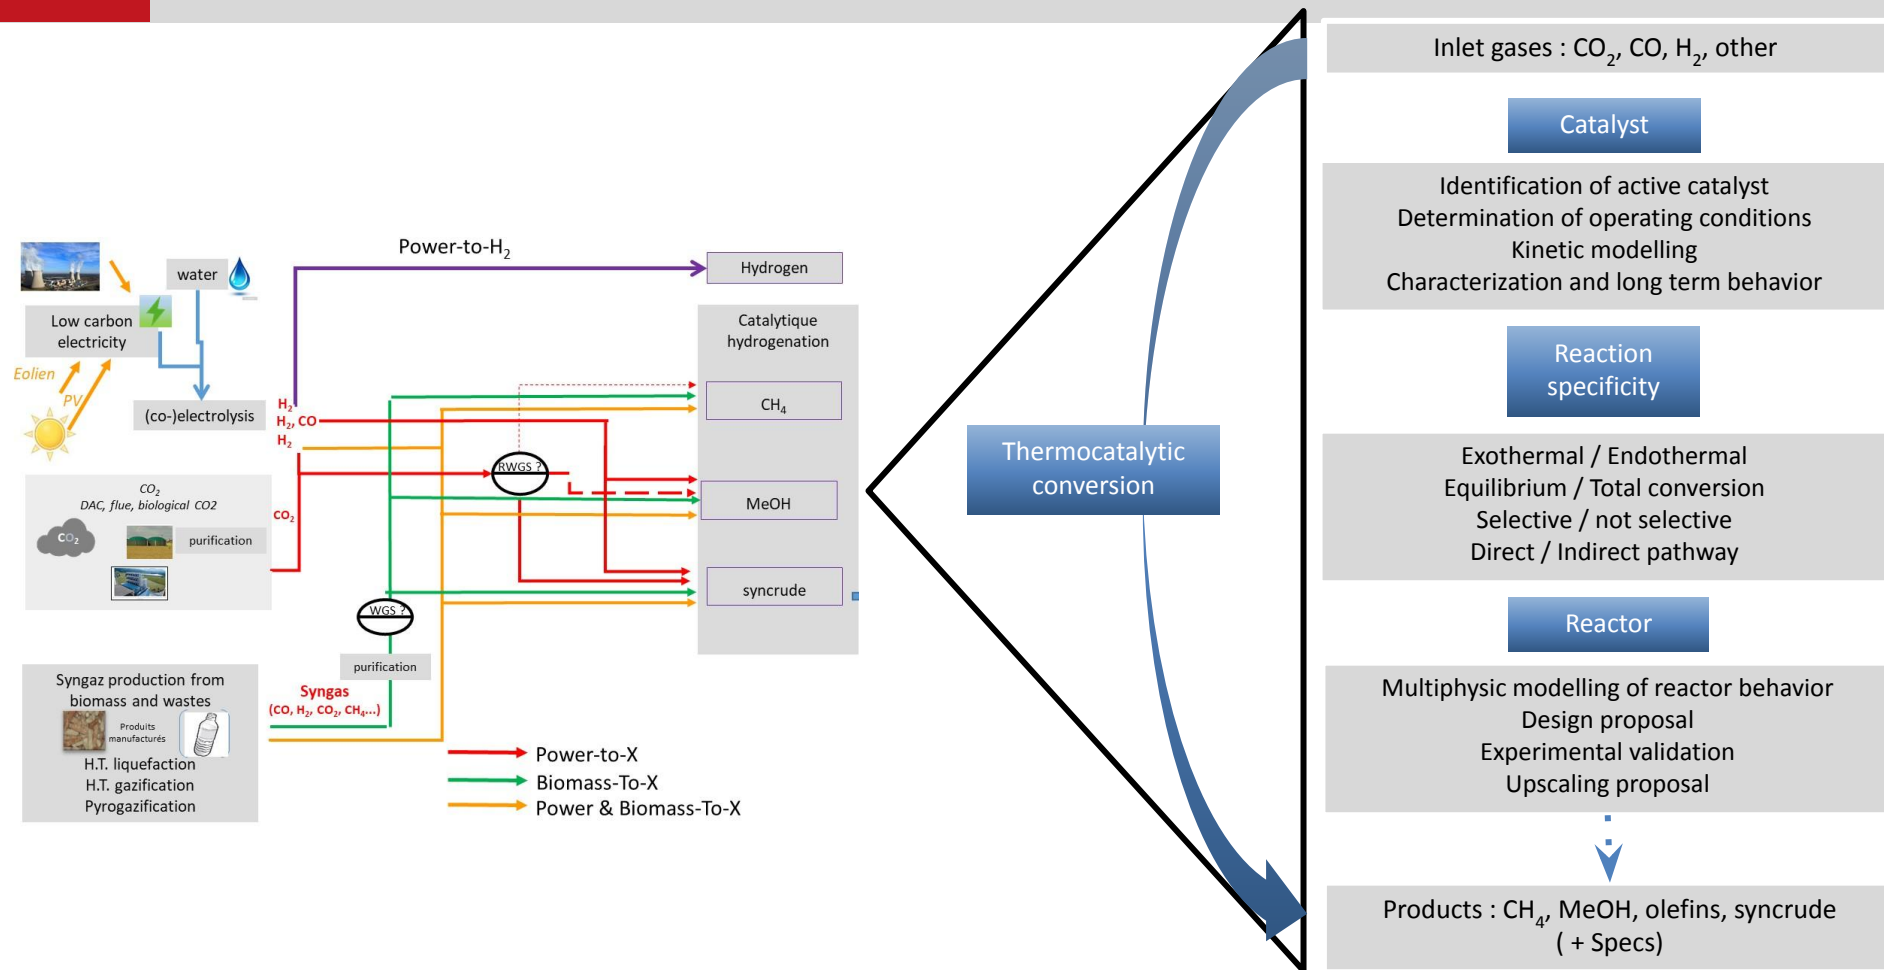 Power-to-H2
Hydrogen
water
Low carbon
electricity
Eolien
PV
(co-)electrolysis
H2
H2, CO
H2
CO2
DAC, flue, biological CO2
CO2
purification
CO2
Syngaz production from
biomass and wastes
Produits
manufacturés
H.T. liquefaction
H.T. gazification
Pyrogazification
Syngas
(CO, H2, CO2, CH4...)
purification
WGS ?
RWGS ?
Catalytique
hydrogenation
CH4
MeOH
syncrude
Power-to-X
Biomass-To-X
Power & Biomass-To-X
Thermocatalytic
conversion
Inlet gases : CO2, CO, H2, other
Catalyst
Identification of active catalyst
Determination of operating conditions
Kinetic modelling
Characterization and long term behavior
Reaction
specificity
Exothermal / Endothermal
Equilibrium / Total conversion
Selective / not selective
Direct / Indirect pathway
Reactor
Multiphysic modelling of reactor behavior
Design proposal
Experimental validation
Upscaling proposal
Products : CH4, MeOH, olefins, syncrude
( + Specs)